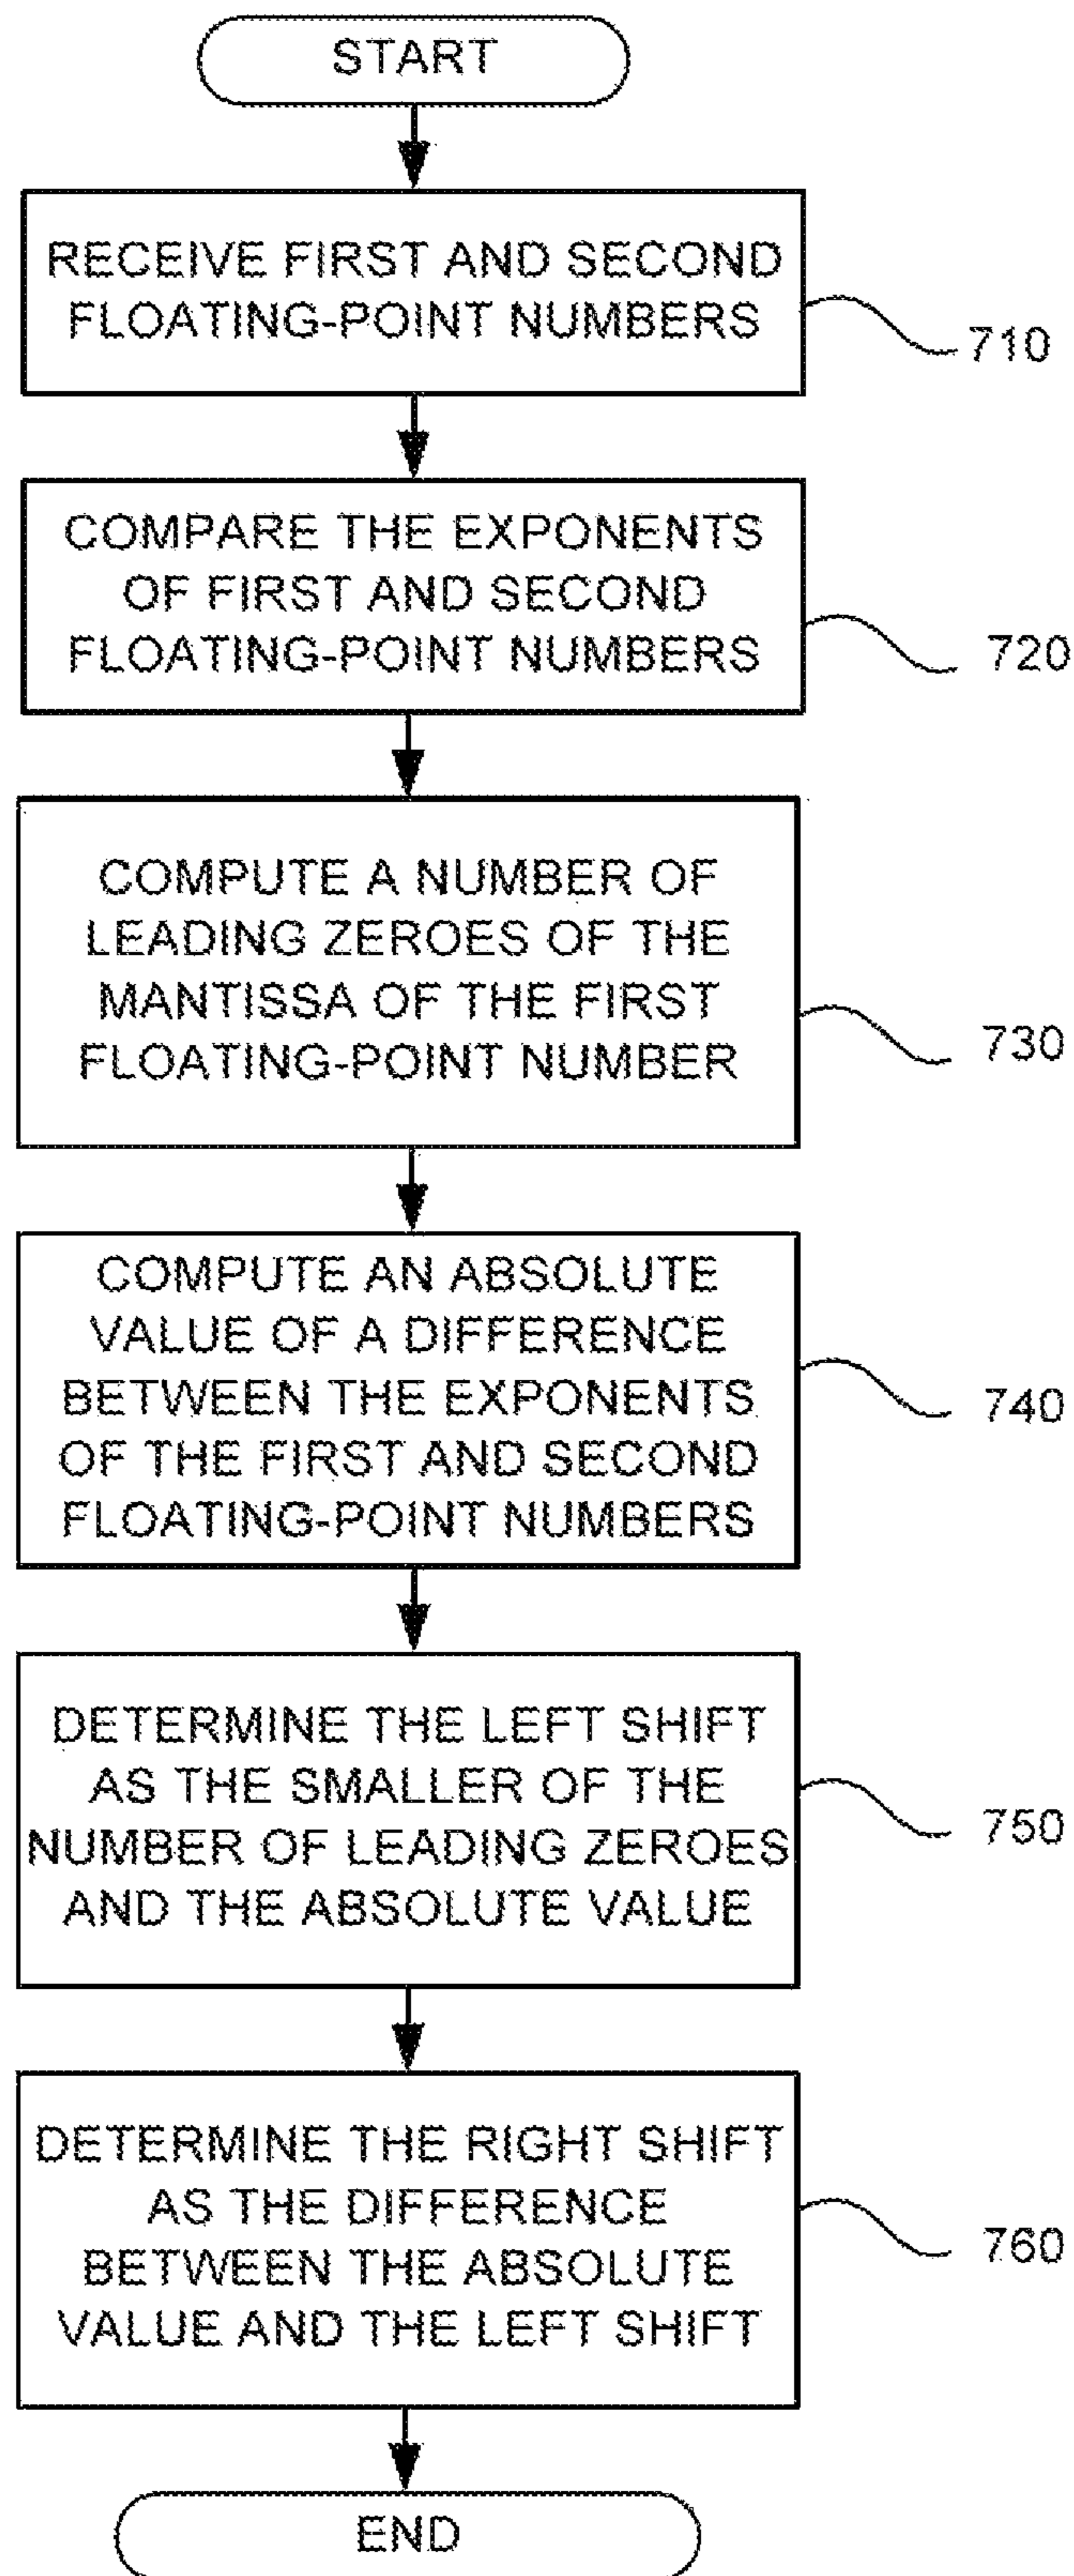 START
RECEIVE FIRST AND SECOND
FLOATING-POINT NUMBERS
710
COMPARE THE EXPONENTS
OF FIRST AND SECOND
FLOATING-POINT NUMBERS
720
COMPUTE A NUMBER OF
LEADING ZEROES OF THE
MANTISSA OF THE FIRST
FLOATING-POINT NUMBER
730
COMPUTE AN ABSOLUTE
VALUE OF A DIFFERENCE
BETWEEN THE EXPONENTS
OF THE FIRST AND SECOND
FLOATING-POINT NUMBERS
740
DETERMINE THE LEFT SHIFT
AS THE SMALLER OF THE
NUMBER OF LEADING ZEROES
AND THE ABSOLUTE VALUE
750
DETERMINE THE RIGHT SHIFT
AS THE DIFFERENCE
BETWEEN THE ABSOLUTE
VALUE AND THE LEFT SHIFT
760
END